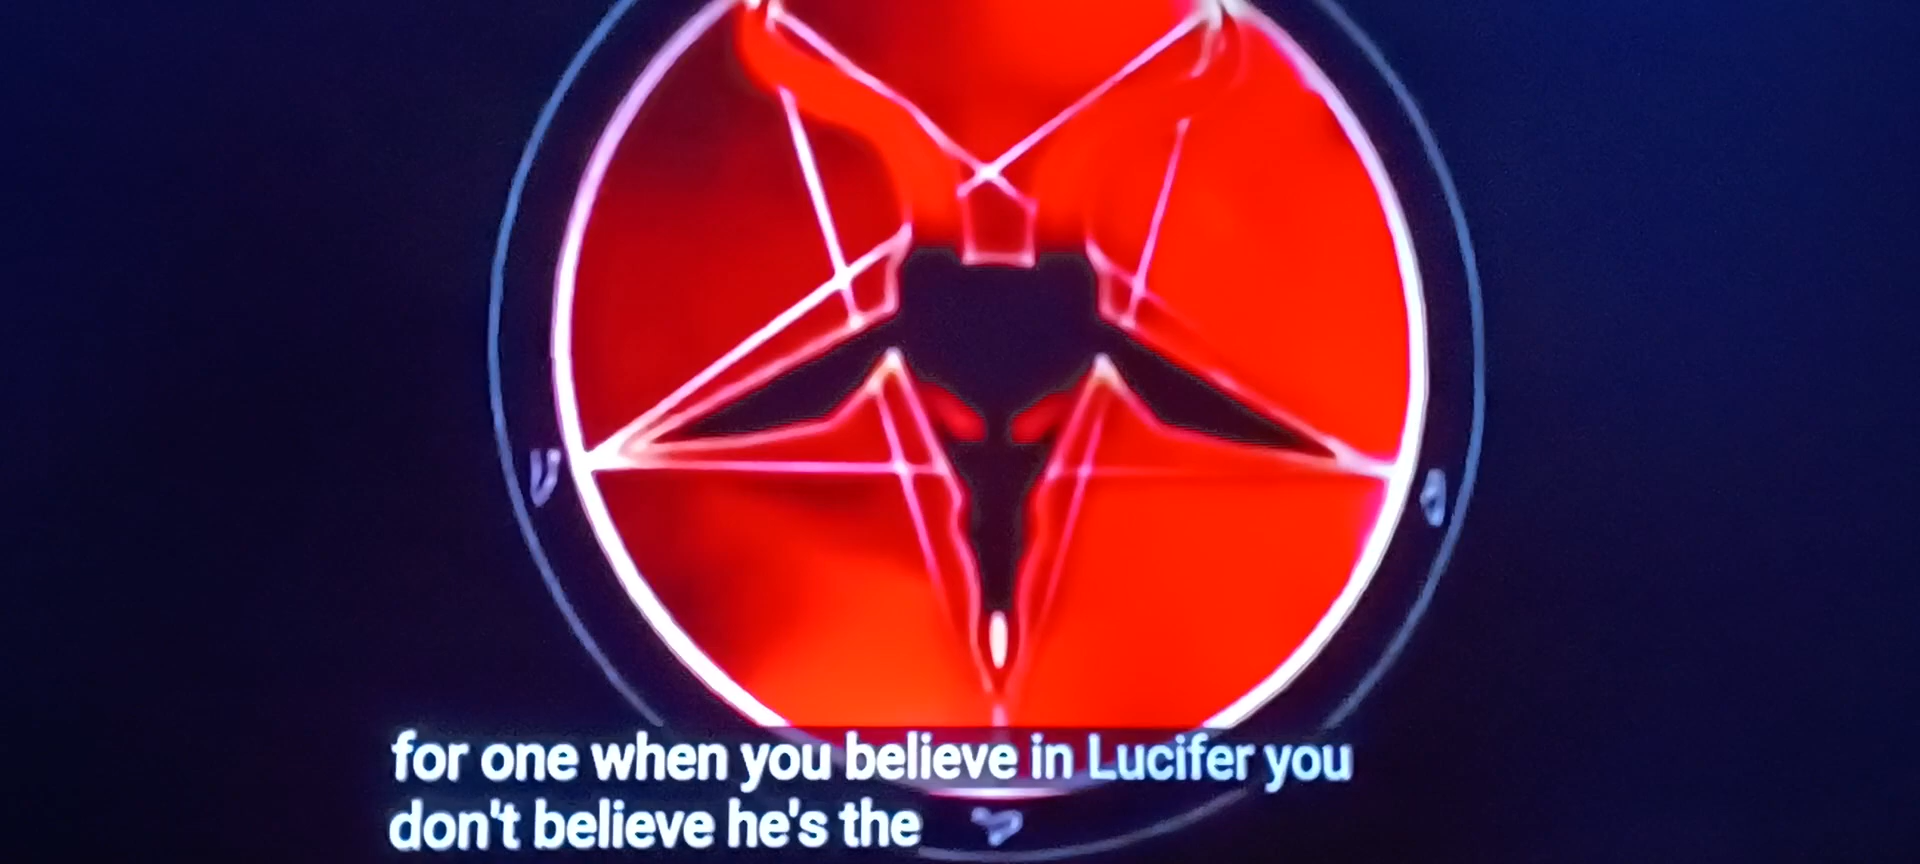 for one when you believe in Lucifer you
don't believe he's the